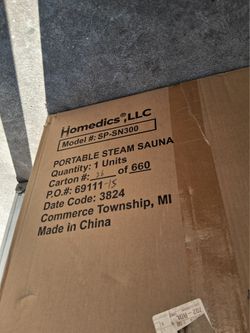 Homedics®, LLC
Model #: SP-SN300
PORTABLE STEAM SAUNA
Quantity: 1 Units
Carton #: of 660
P.O.#: 69111-15
Date Code: 3824
Commerce Township, MI
Made in China